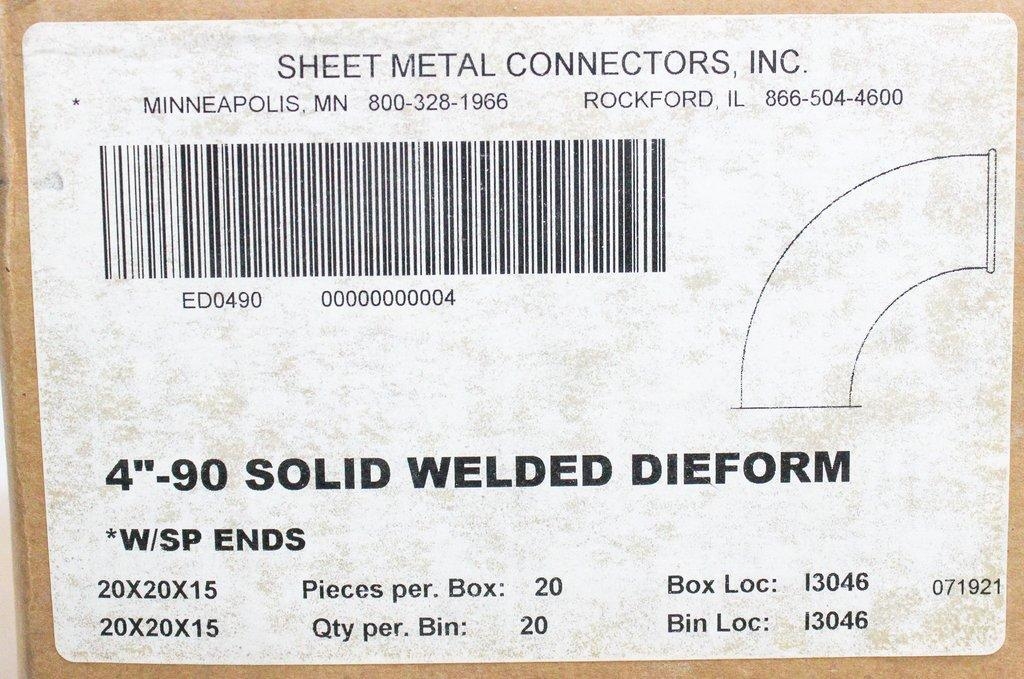 SHEET METAL CONNECTORS, INC.
* MINNEAPOLIS, MN 800-328-1966 ROCKFORD, IL 866-504-4600
ED0490 00000000004
4"-90 SOLID WELDED DIEFORM
*W/SP ENDS
20X20X15 Pieces per. Box: 20 Box Loc: I3046 071921
20X20X15 Qty per. Bin: 20 Bin Loc: I3046